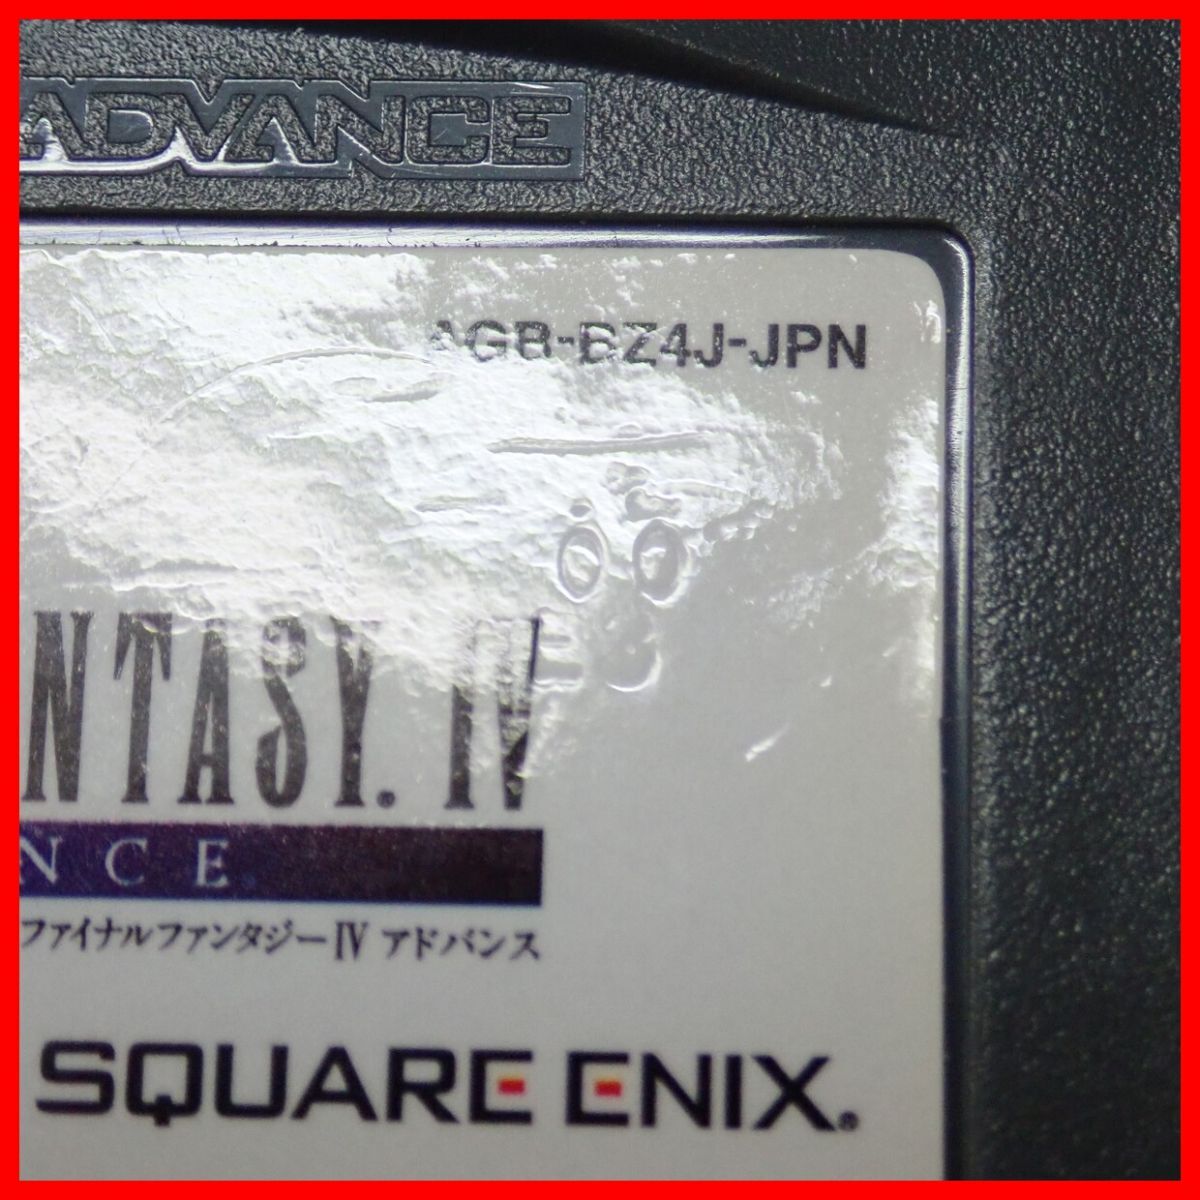 ADVANCE
AGB-BZ4J-JPN
NTASY. IV
NCE
ファイナルファンタジーIV アドバンス
SQUARE ENIX®